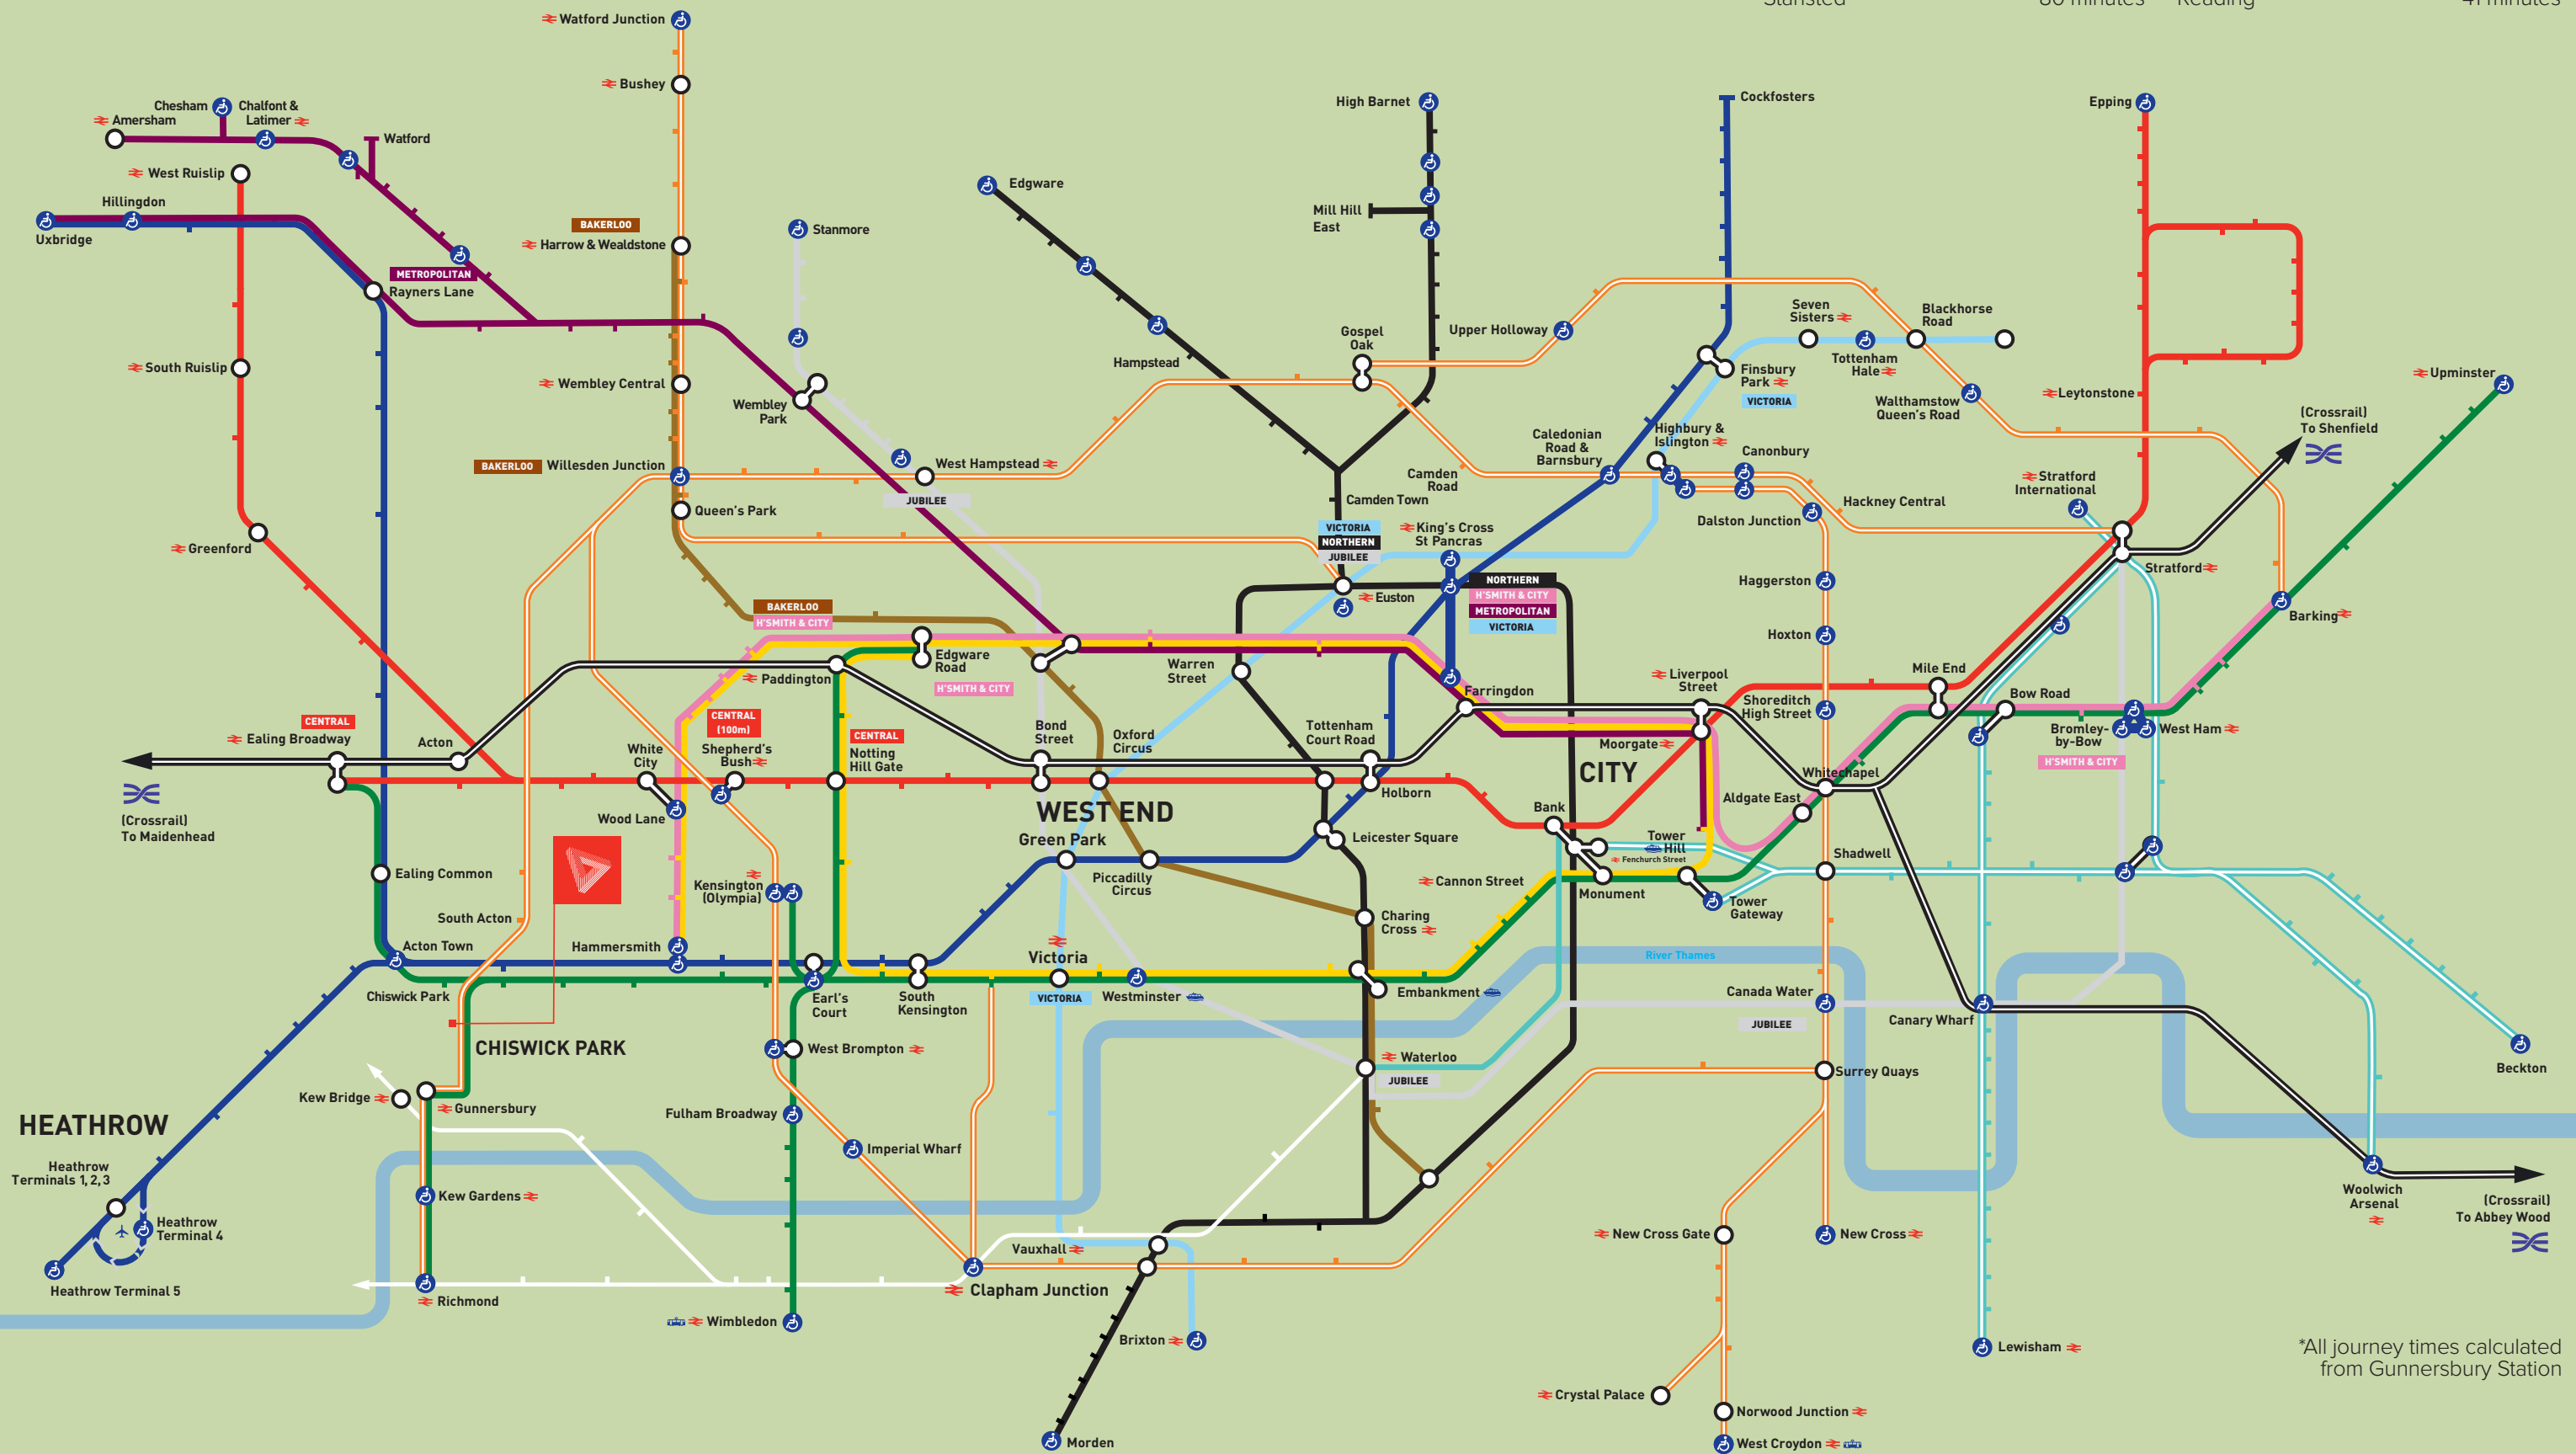 Stansted
80 minutes
Reading
41 minutes
Watford Junction
Bushey
Chesham
Chalfont &
Latimer
Amersham
Watford
West Ruislip
Hillingdon
Uxbridge
BAKERLOO
Harrow & Wealdstone
METROPOLITAN
Rayners Lane
Stanmore
Edgware
High Barnet
Mill Hill
East
Cockfosters
Epping
South Ruislip
Wembley Central
Wembley
Park
Hampstead
Gospel
Oak
Upper Holloway
Seven
Sisters
Blackhorse
Road
Tottenham
Hale
Finsbury
Park
VICTORIA
Walthamstow
Queen's Road
Leytonstone
Upminster
(Crossrail)
To Shenfield
BAKERLOO
Willesden Junction
West Hampstead
JUBILEE
Queen's Park
Camden
Road
Caledonian
Road &
Barnsbury
Highbury &
Islington
Canonbury
Dalston Junction
Hackney Central
Stratford
International
Stratford
Camden Town
VICTORIA
NORTHERN
JUBILEE
King's Cross
St Pancras
Euston
NORTHERN
H'SMITH & CITY
METROPOLITAN
VICTORIA
Greenford
Haggerston
Hoxton
Barking
BAKERLOO
H'SMITH & CITY
Edgware
Road
H'SMITH & CITY
Paddington
Warren
Street
Farringdon
Liverpool
Street
Moorgate
Shoreditch
High Street
Mile End
Bow Road
Bromley-
by-Bow
West Ham
H'SMITH & CITY
CENTRAL
Ealing Broadway
Acton
(Crossrail)
To Maidenhead
White
City
CENTRAL
(100m)
Shepherd's
Bush
CENTRAL
Notting
Hill Gate
Bond
Street
Oxford
Circus
Tottenham
Court Road
Holborn
CITY
Whitechapel
Aldgate East
Wood Lane
WEST END
Green Park
Leicester Square
Bank
Tower
Hill
Fenchurch Street
Shadwell
Ealing Common
South Acton
Kensington
(Olympia)
Piccadilly
Circus
Charing
Cross
Cannon Street
Monument
Tower
Gateway
Acton Town
Hammersmith
Chiswick Park
Earl's
Court
South
Kensington
Victoria
VICTORIA
Westminster
Embankment
River Thames
Canada Water
JUBILEE
Canary Wharf
CHISWICK PARK
West Brompton
Waterloo
JUBILEE
Surrey Quays
Beckton
Kew Bridge
Gunnersbury
HEATHROW
Fulham Broadway
Imperial Wharf
Heathrow
Terminals 1, 2, 3
Kew Gardens
Heathrow
Terminal 4
Heathrow Terminal 5
Richmond
Wimbledon
Vauxhall
Clapham Junction
Brixton
Morden
New Cross Gate
New Cross
Woolwich
Arsenal
(Crossrail)
To Abbey Wood
Lewisham
Crystal Palace
Norwood Junction
West Croydon
*All journey times calculated
from Gunnersbury Station